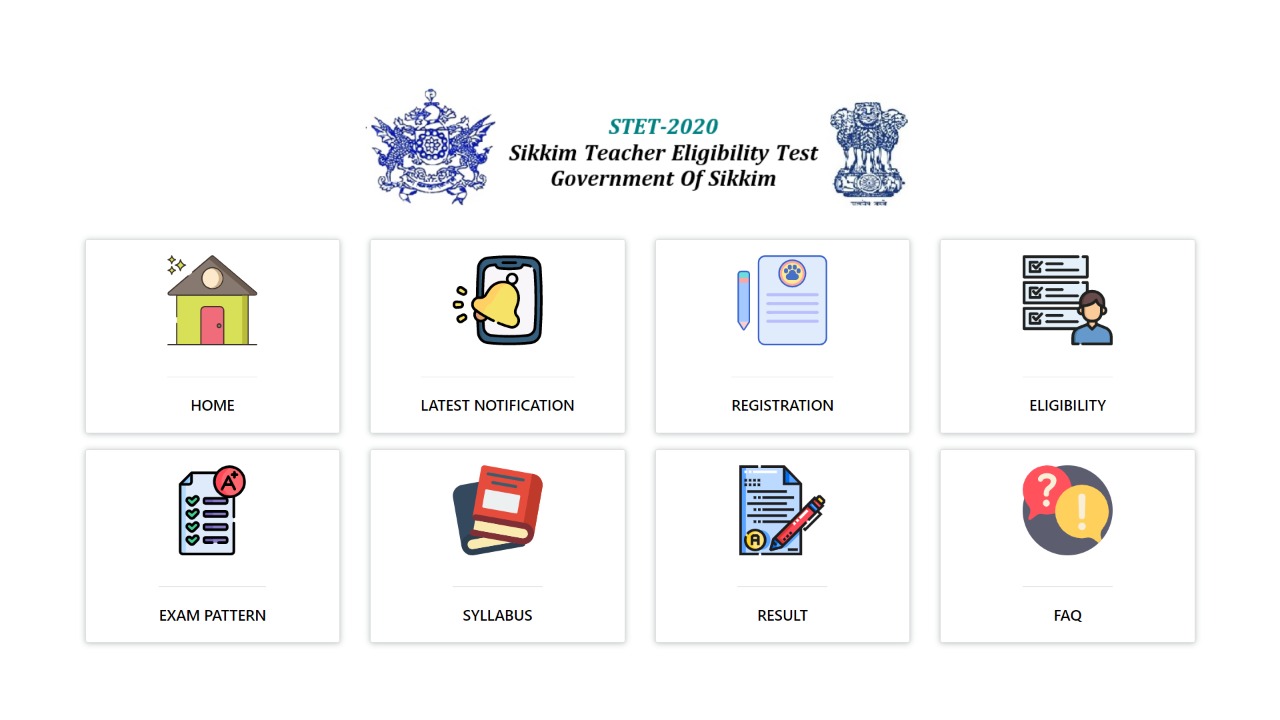 STET-2020
Sikkim Teacher Eligibility Test
Government Of Sikkim
HOME
LATEST NOTIFICATION
REGISTRATION
ELIGIBILITY
A+
EXAM PATTERN
SYLLABUS
A
RESULT
?
!
FAQ